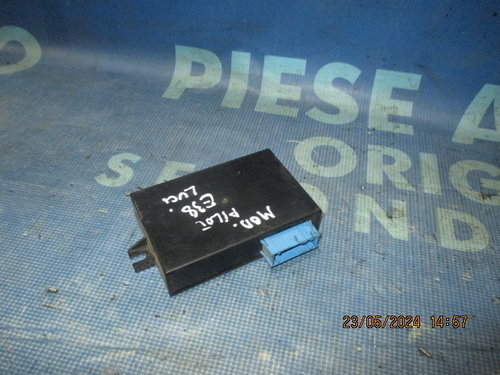 PIESE A
ORIG
SECOND
MOD.
PILOT
E38.
LUCI
23/05/2024 14:57